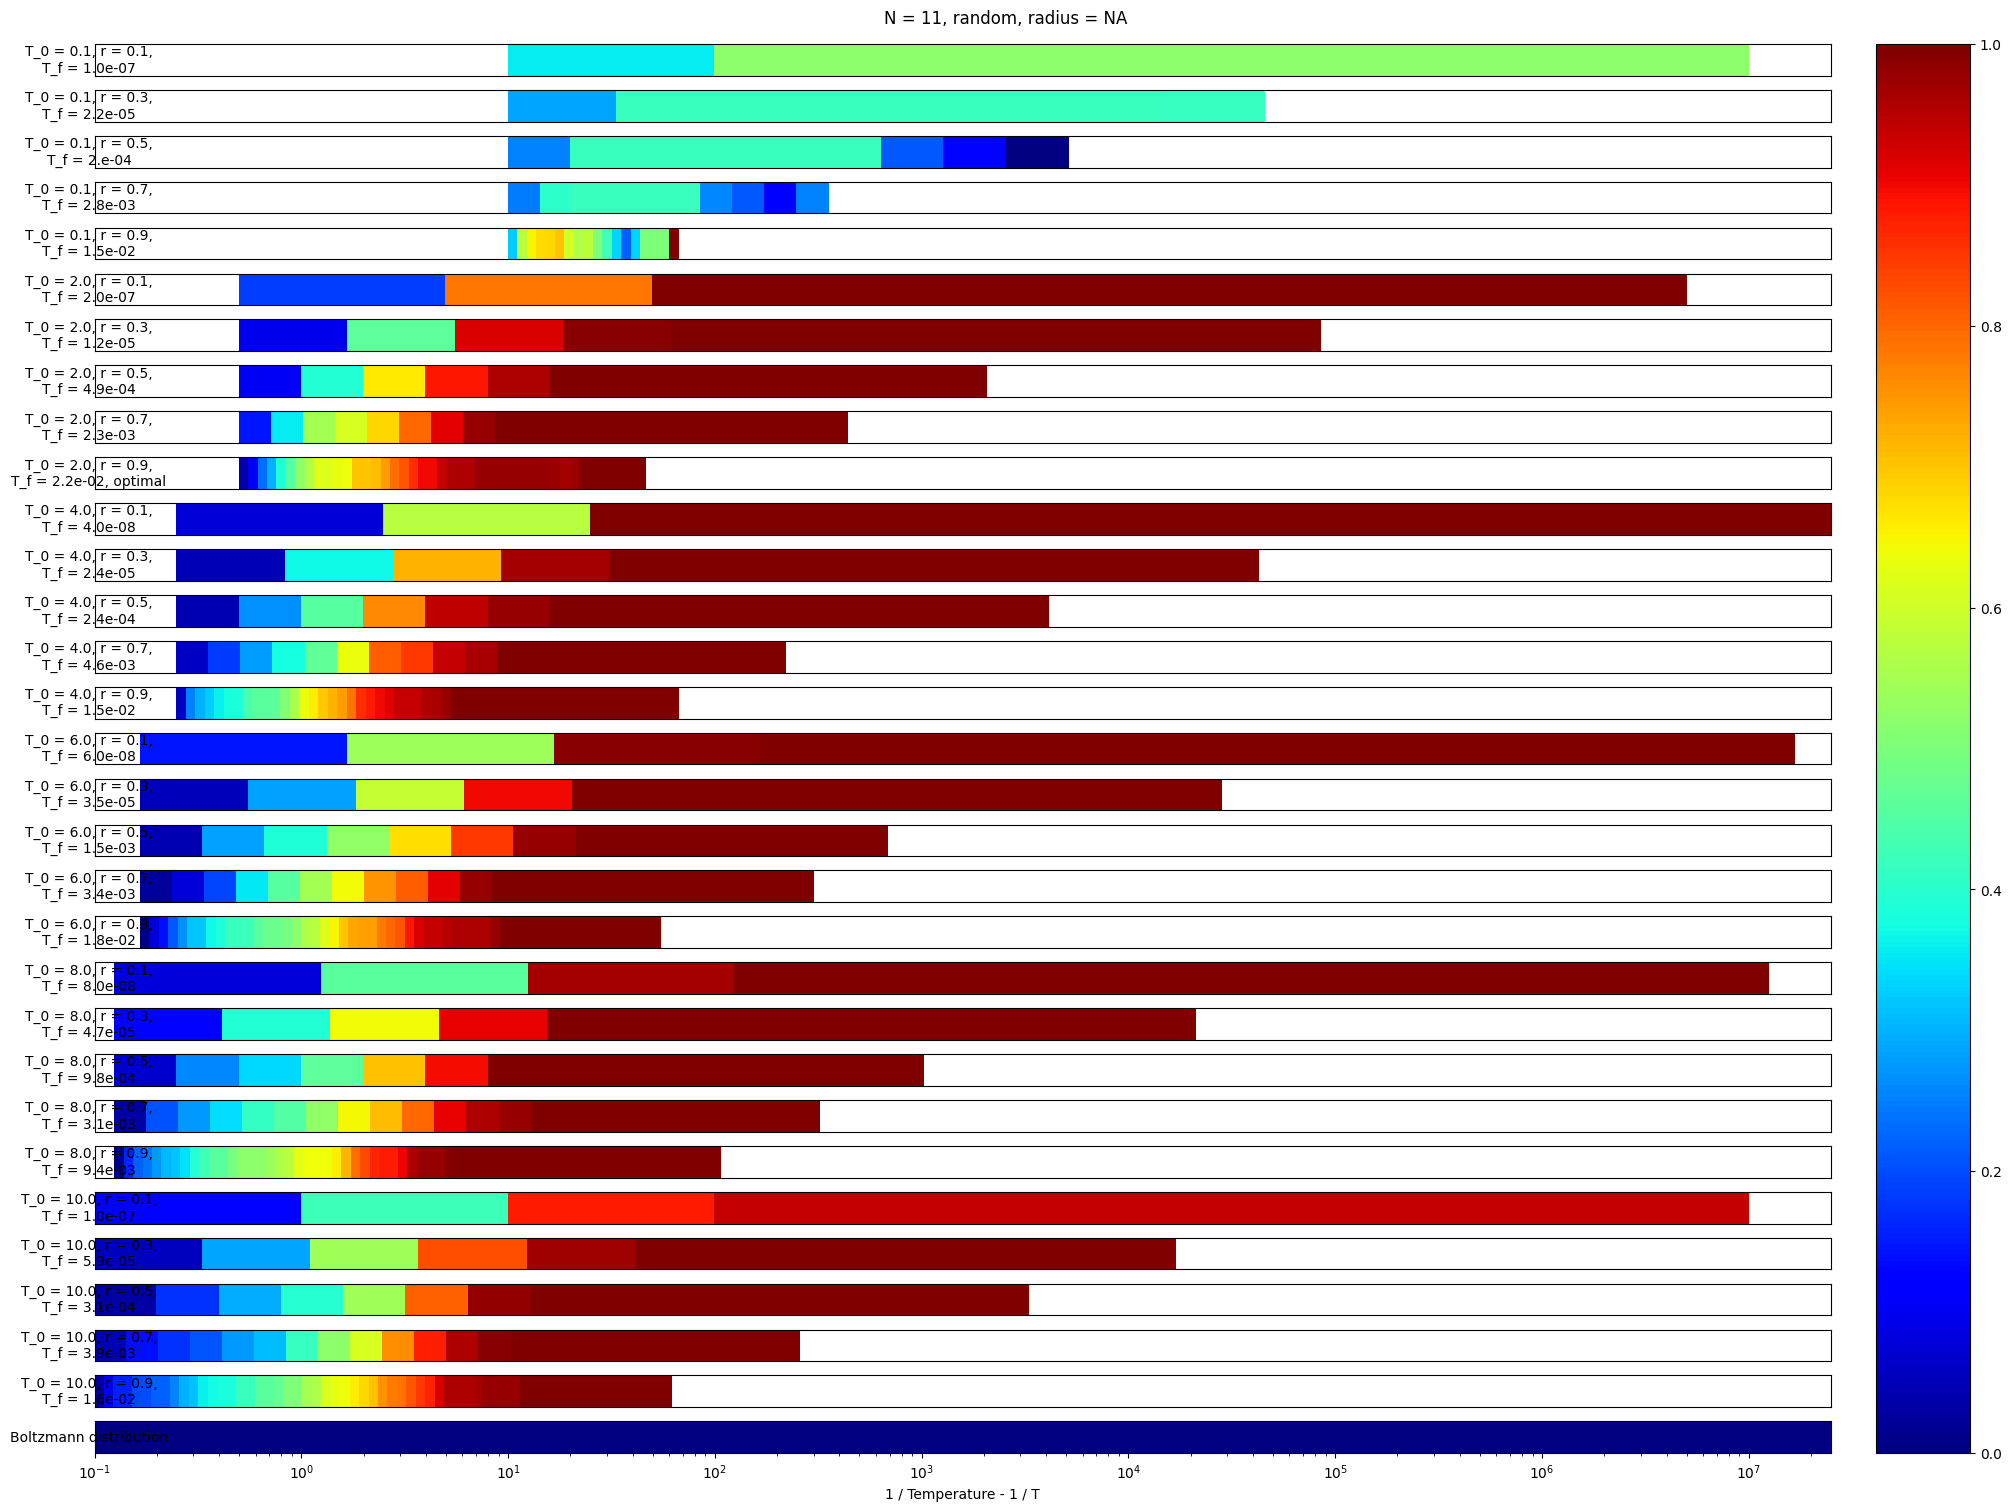 N = 11, random, radius = NA
T_0 = 0.1, r = 0.1,
T_f = 1.0e-07
T_0 = 0.1, r = 0.3,
T_f = 2.2e-05
T_0 = 0.1, r = 0.5,
T_f = 2.e-04
T_0 = 0.1, r = 0.7,
T_f = 2.8e-03
T_0 = 0.1, r = 0.9,
T_f = 1.5e-02
T_0 = 2.0, r = 0.1,
T_f = 2.0e-07
T_0 = 2.0, r = 0.3,
T_f = 1.2e-05
T_0 = 2.0, r = 0.5,
T_f = 4.9e-04
T_0 = 2.0, r = 0.7,
T_f = 2.3e-03
T_0 = 2.0, r = 0.9,
T_f = 2.2e-02, optimal
T_0 = 4.0, r = 0.1,
T_f = 4.0e-08
T_0 = 4.0, r = 0.3,
T_f = 2.4e-05
T_0 = 4.0, r = 0.5,
T_f = 2.4e-04
T_0 = 4.0, r = 0.7,
T_f = 4.6e-03
T_0 = 4.0, r = 0.9,
T_f = 1.5e-02
T_0 = 6.0, r = 0.1,
T_f = 6.0e-08
T_0 = 6.0, r = 0.3,
T_f = 3.5e-05
T_0 = 6.0, r = 0.5,
T_f = 1.5e-03
T_0 = 6.0, r = 0.7,
T_f = 3.4e-03
T_0 = 6.0, r = 0.9,
T_f = 1.8e-02
T_0 = 8.0, r = 0.1,
T_f = 8.0e-08
T_0 = 8.0, r = 0.3,
T_f = 4.7e-05
T_0 = 8.0, r = 0.5,
T_f = 9.8e-04
T_0 = 8.0, r = 0.7,
T_f = 3.1e-03
T_0 = 8.0, r = 0.9,
T_f = 9.4e-03
T_0 = 10.0, r = 0.1,
T_f = 1.0e-07
T_0 = 10.0, r = 0.3,
T_f = 5.9e-05
T_0 = 10.0, r = 0.5,
T_f = 3.1e-04
T_0 = 10.0, r = 0.7,
T_f = 3.9e-03
T_0 = 10.0, r = 0.9,
T_f = 1.6e-02
Boltzmann distribution
10⁻¹ 10⁰ 10¹ 10² 10³ 10⁴ 10⁵ 10⁶ 10⁷
1 / Temperature - 1 / T
1.0
0.8
0.6
0.4
0.2
0.0